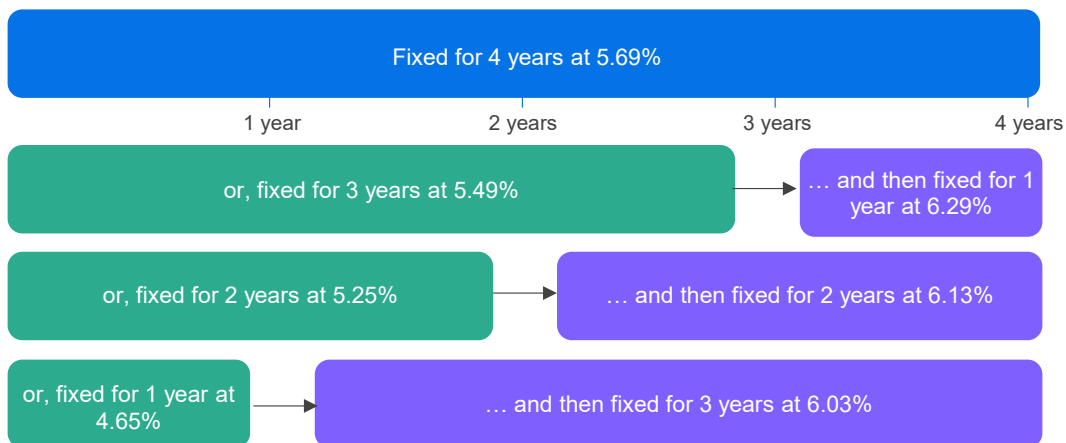 Fixed for 4 years at 5.69%
1 year
2 years
3 years
4 years
or, fixed for 3 years at 5.49%
… and then fixed for 1
year at 6.29%
or, fixed for 2 years at 5.25%
… and then fixed for 2 years at 6.13%
or, fixed for 1 year at
4.65%
… and then fixed for 3 years at 6.03%